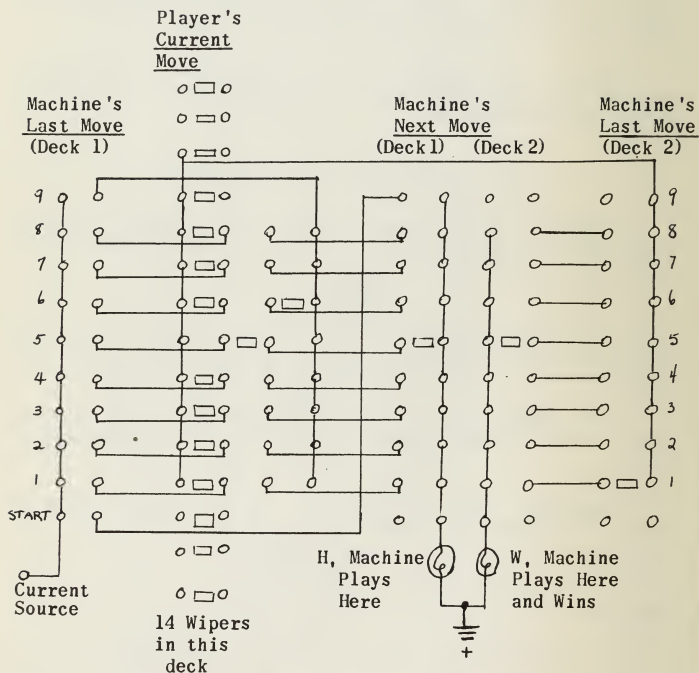 Player's
Current
Move
Machine's
Last Move
(Deck 1)
Machine's
Next Move
(Deck 1) (Deck 2)
Machine's
Last Move
(Deck 2)
9 9
8 8
7 7
6 6
5 5
4 4
3 3
2 2
1 1
START
Current
Source
H, Machine
Plays
Here
W, Machine
Plays Here
and Wins
+
14 Wipers
in this
deck